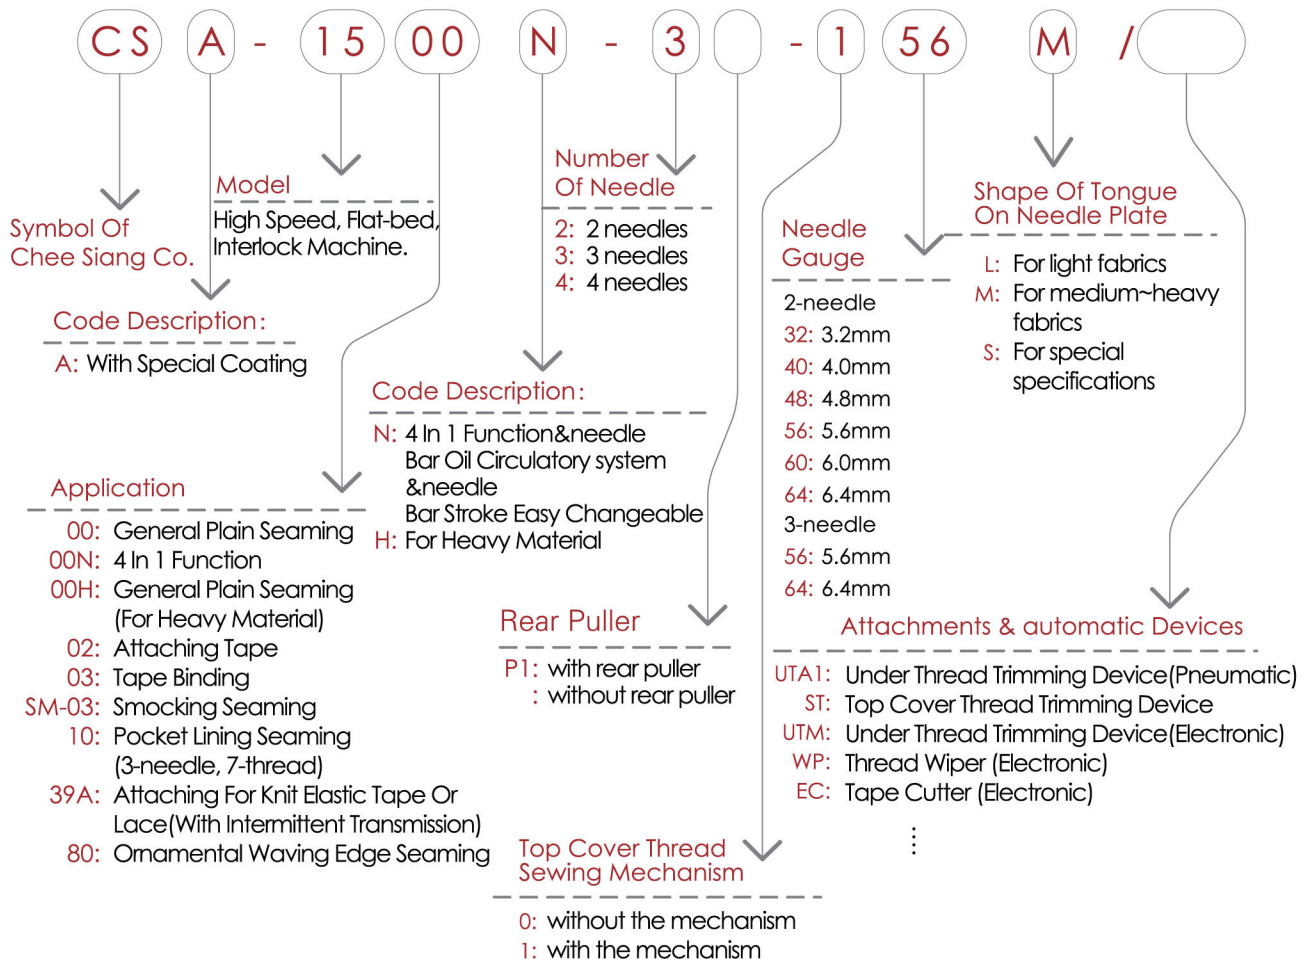 CS A - 15 00 N - 3 - 1 56 M /
Symbol Of
Chee Siang Co.
Code Description:
A: With Special Coating
Model
High Speed, Flat-bed,
Interlock Machine.
Application
00: General Plain Seaming
00N: 4 In 1 Function
00H: General Plain Seaming
(For Heavy Material)
02: Attaching Tape
03: Tape Binding
SM-03: Smocking Seaming
10: Pocket Lining Seaming
(3-needle, 7-thread)
39A: Attaching For Knit Elastic Tape Or
Lace(With Intermittent Transmission)
80: Ornamental Waving Edge Seaming
Code Description:
N: 4 In 1 Function&needle
Bar Oil Circulatory system
&needle
Bar Stroke Easy Changeable
H: For Heavy Material
Number
Of Needle
2: 2 needles
3: 3 needles
4: 4 needles
Rear Puller
P1: with rear puller
: without rear puller
Top Cover Thread
Sewing Mechanism
0: without the mechanism
1: with the mechanism
Needle
Gauge
2-needle
32: 3.2mm
40: 4.0mm
48: 4.8mm
56: 5.6mm
60: 6.0mm
64: 6.4mm
3-needle
56: 5.6mm
64: 6.4mm
Shape Of Tongue
On Needle Plate
L: For light fabrics
M: For medium~heavy
fabrics
S: For special
specifications
Attachments & automatic Devices
UTA1: Under Thread Trimming Device(Pneumatic)
ST: Top Cover Thread Trimming Device
UTM: Under Thread Trimming Device(Electronic)
WP: Thread Wiper (Electronic)
EC: Tape Cutter (Electronic)
⋮